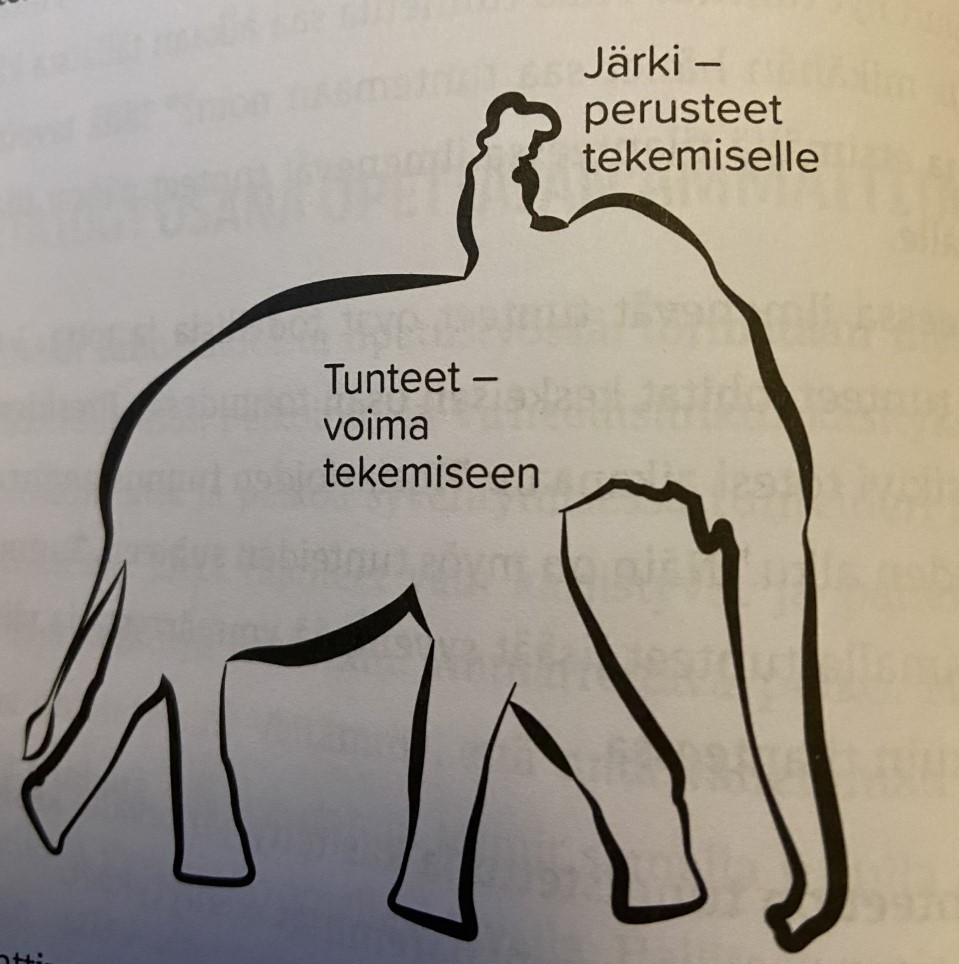 Järki –
perusteet
tekemiselle
Tunteet –
voima
tekemiseen